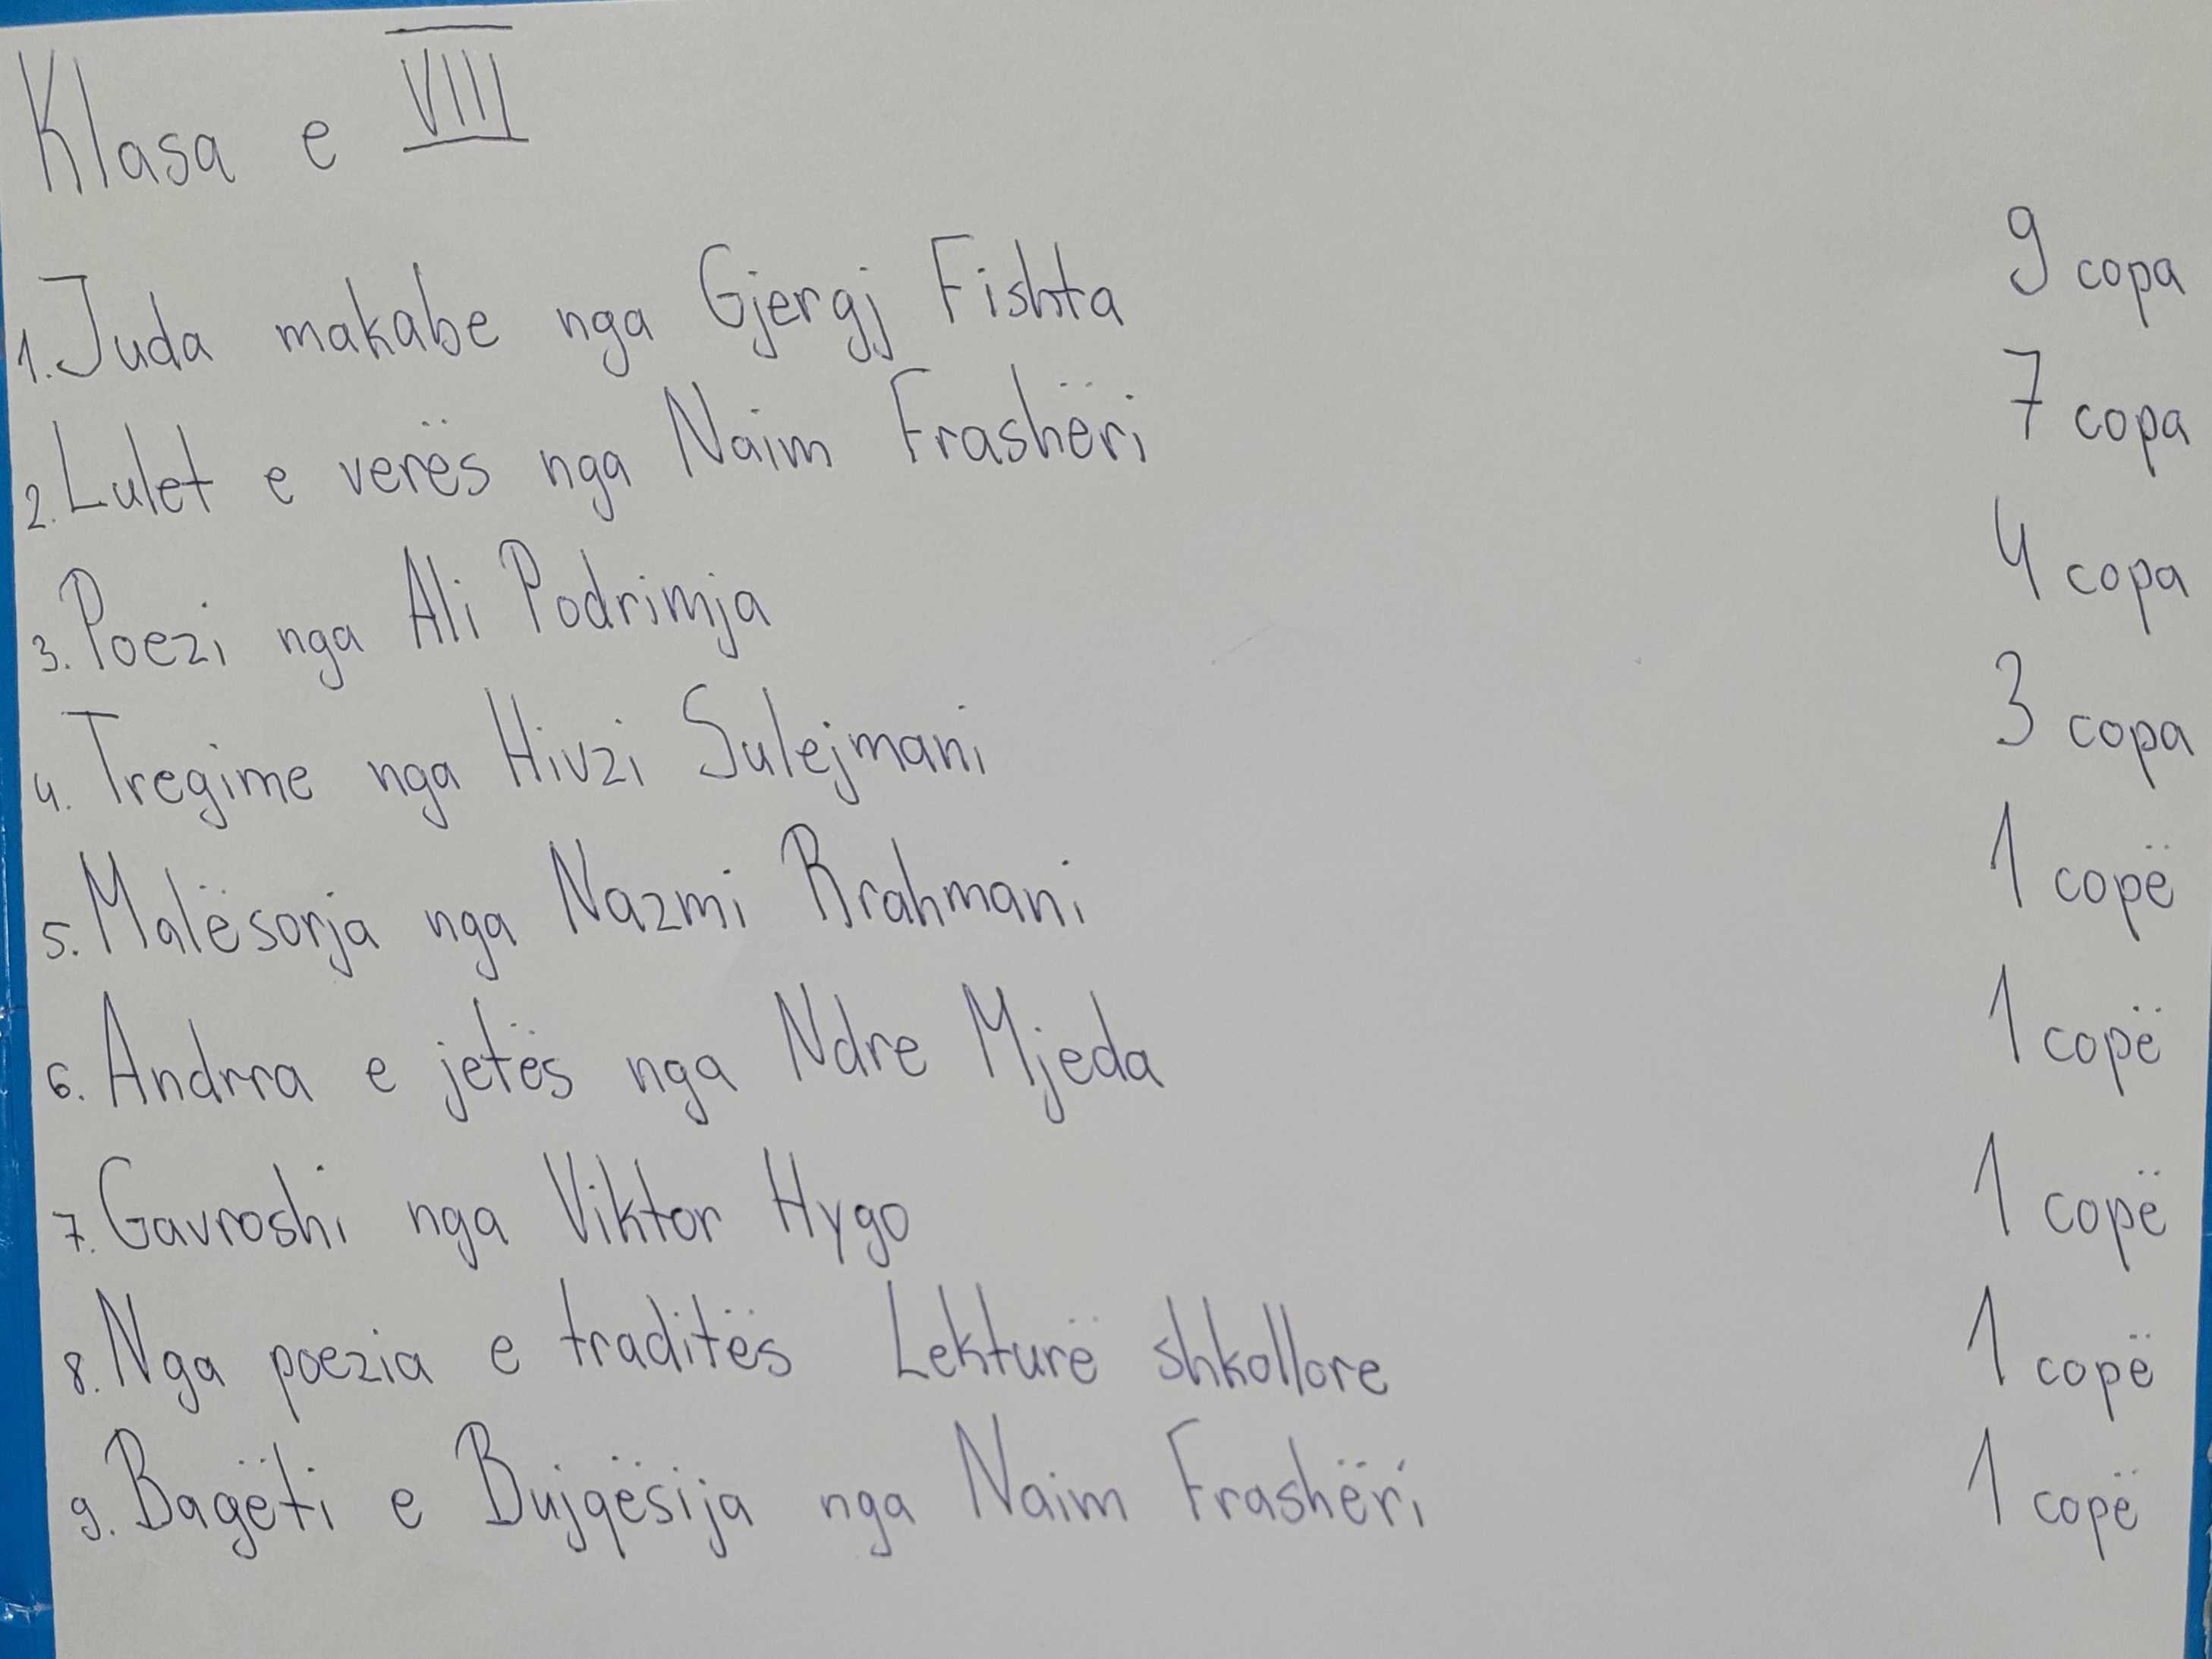 Klasa e VIII
1. Juda makabe nga Gjergj Fishta 9 copa
2. Lulet e verës nga Naim Frashëri 7 copa
3. Poezi nga Ali Podrimja 4 copa
4. Tregime nga Hivzi Sulejmani 3 copa
5. Malësorja nga Nazmi Rrahmani 1 copë
6. Andrra e jetës nga Ndre Mjeda 1 copë
7. Gavroshi nga Viktor Hygo 1 copë
8. Nga poezia e traditës Lekturë shkollore 1 copë
9. Bagëti e Bujqësija nga Naim Frashëri 1 copë